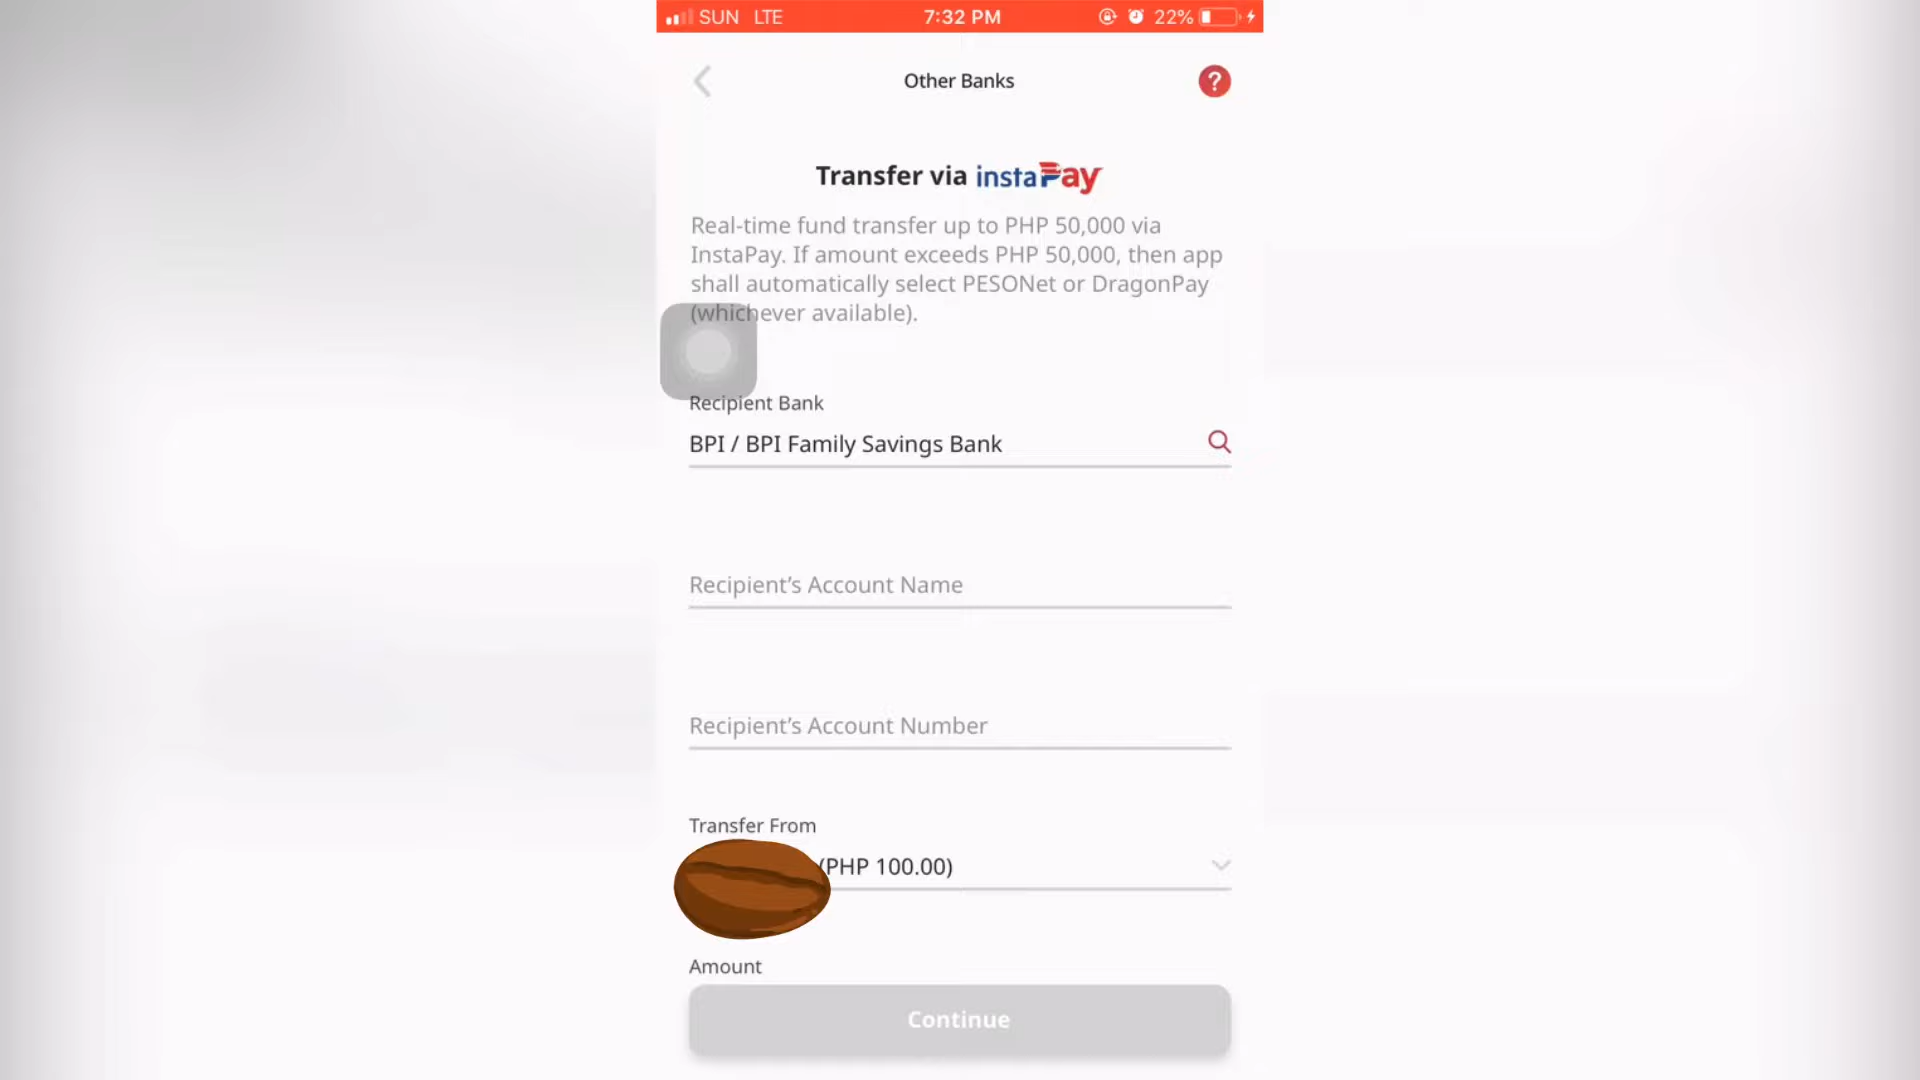 SUN LTE 7:32 PM 22%
Other Banks ?
Transfer via instaPay
Real-time fund transfer up to PHP 50,000 via
InstaPay. If amount exceeds PHP 50,000, then app
shall automatically select PESONet or DragonPay
(whichever available).
Recipient Bank
BPI / BPI Family Savings Bank
Recipient’s Account Name
Recipient’s Account Number
Transfer From
(PHP 100.00)
Amount
Continue